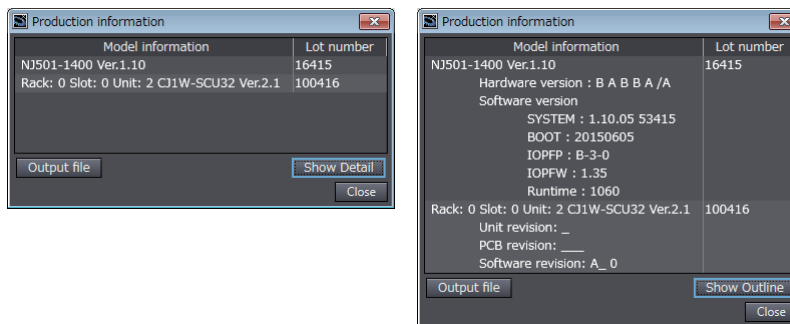 Production information
Model information Lot number
NJ501-1400 Ver.1.10 16415
Rack: 0 Slot: 0 Unit: 2 CJ1W-SCU32 Ver.2.1 100416
Output file Show Detail
Close
Production information
Model information Lot number
NJ501-1400 Ver.1.10 16415
Hardware version : B A B B A /A
Software version
SYSTEM : 1.10.05 53415
BOOT : 20150605
IOPFP : B-3-0
IOPFW : 1.35
Runtime : 1060
Rack: 0 Slot: 0 Unit: 2 CJ1W-SCU32 Ver.2.1 100416
Unit revision: _
PCB revision: ___
Software revision: A_ 0
Output file Show Outline
Close